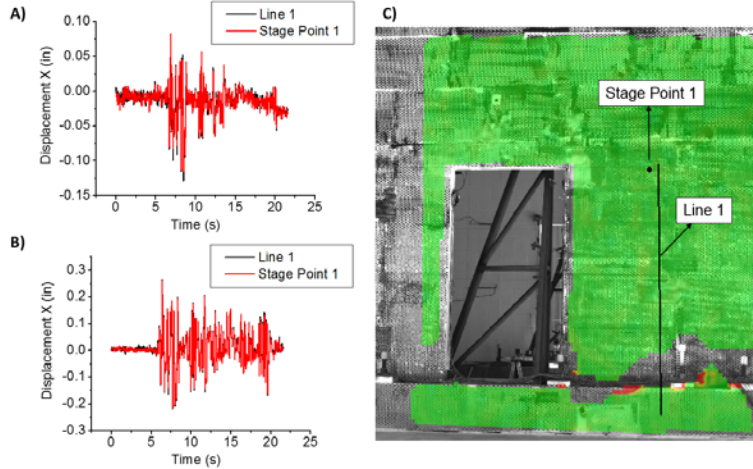 A)
Line 1
Stage Point 1
0.10
0.05
0.00
-0.05
-0.10
-0.15
Displacement X (in)
0 5 10 15 20 25
Time (s)
B)
Line 1
Stage Point 1
0.3
0.2
0.1
0.0
-0.1
-0.2
-0.3
Displacement X (in)
0 5 10 15 20 25
Time (s)
C)
Stage Point 1
Line 1